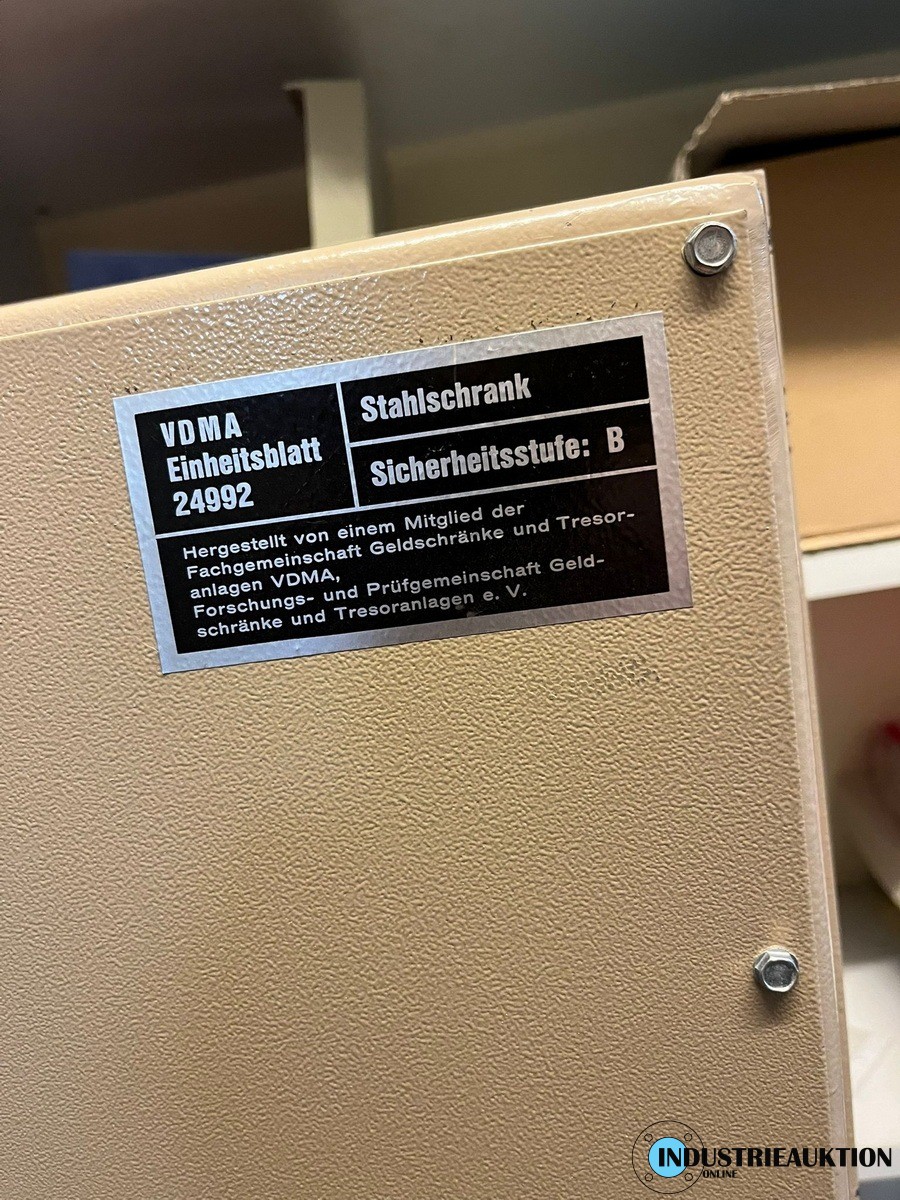 VDMA
Einheitsblatt
24992
Stahlschrank
Sicherheitsstufe: B
Hergestellt von einem Mitglied der
Fachgemeinschaft Geldschränke und Tresor-
anlagen VDMA,
Forschungs- und Prüfgemeinschaft Geld-
schränke und Tresoranlagen e. V.
INDUSTRIEAUKTION
ONLINE